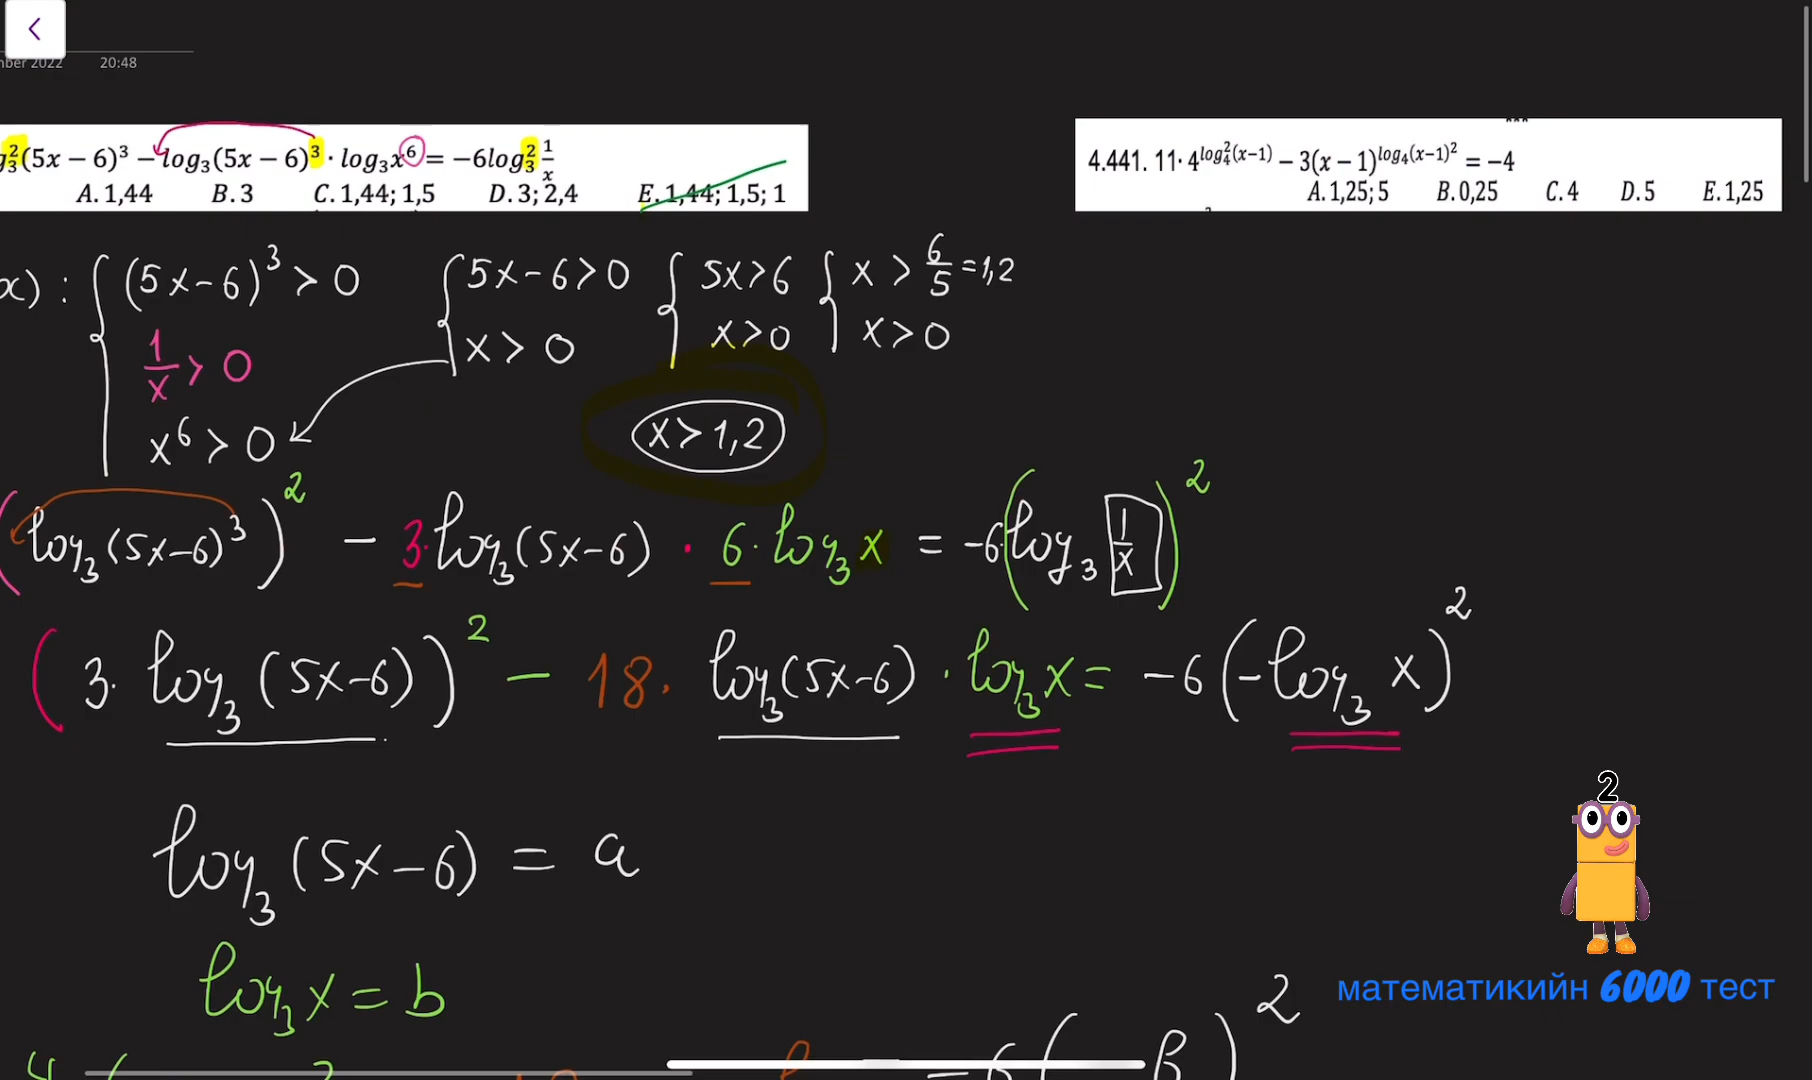 ber 2022 20:48
g₃²(5x − 6)³ − log₃(5x − 6)³ · log₃x⁶ = −6log₃² 1/x
A. 1,44 B. 3 C. 1,44; 1,5 D. 3; 2,4 E. 1,44; 1,5; 1
4.441. 11· 4^(log₄²(x−1)) − 3(x − 1)^(log₄(x−1)²) = −4
A. 1,25; 5 B. 0,25 C. 4 D. 5 E. 1,25
x) : { (5x−6)³ > 0 { 5x−6>0 { 5x>6 { x > 6/5 =1,2
1/x > 0 x > 0 x>0 x>0
x⁶ > 0 x > 1,2
(log₃(5x−6)³)² − 3·log₃(5x−6) · 6·log₃x = −6(log₃ 1/x)²
(3·log₃(5x−6))² − 18·log₃(5x−6)·log₃x = −6(−log₃ x)²
log₃(5x−6) = a
log₃x = b
2
математикийн 6000 тест